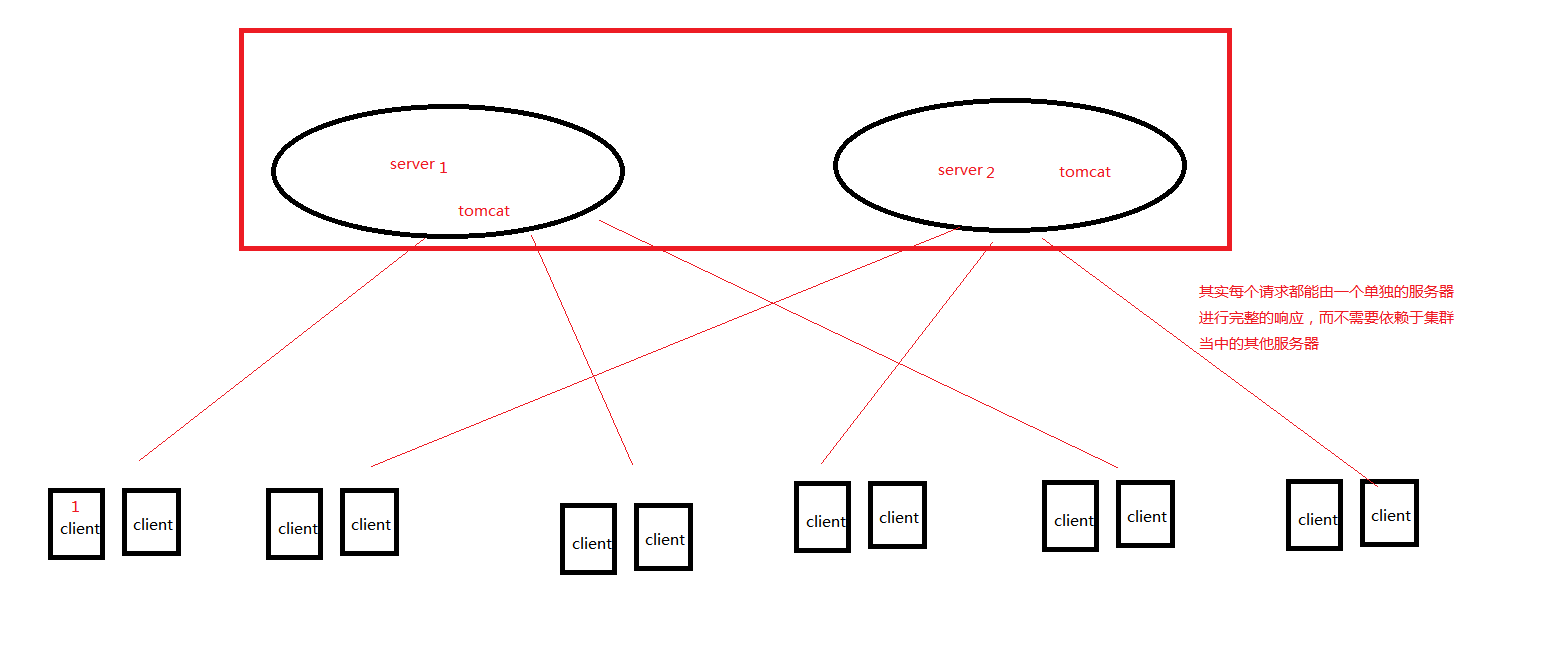 server 1
tomcat
server 2 tomcat
其实每个请求都能由一个单独的服务器
进行完整的响应，而不需要依赖于集群
当中的其他服务器
1
client
client
client
client
client
client
client
client
client
client
client
client